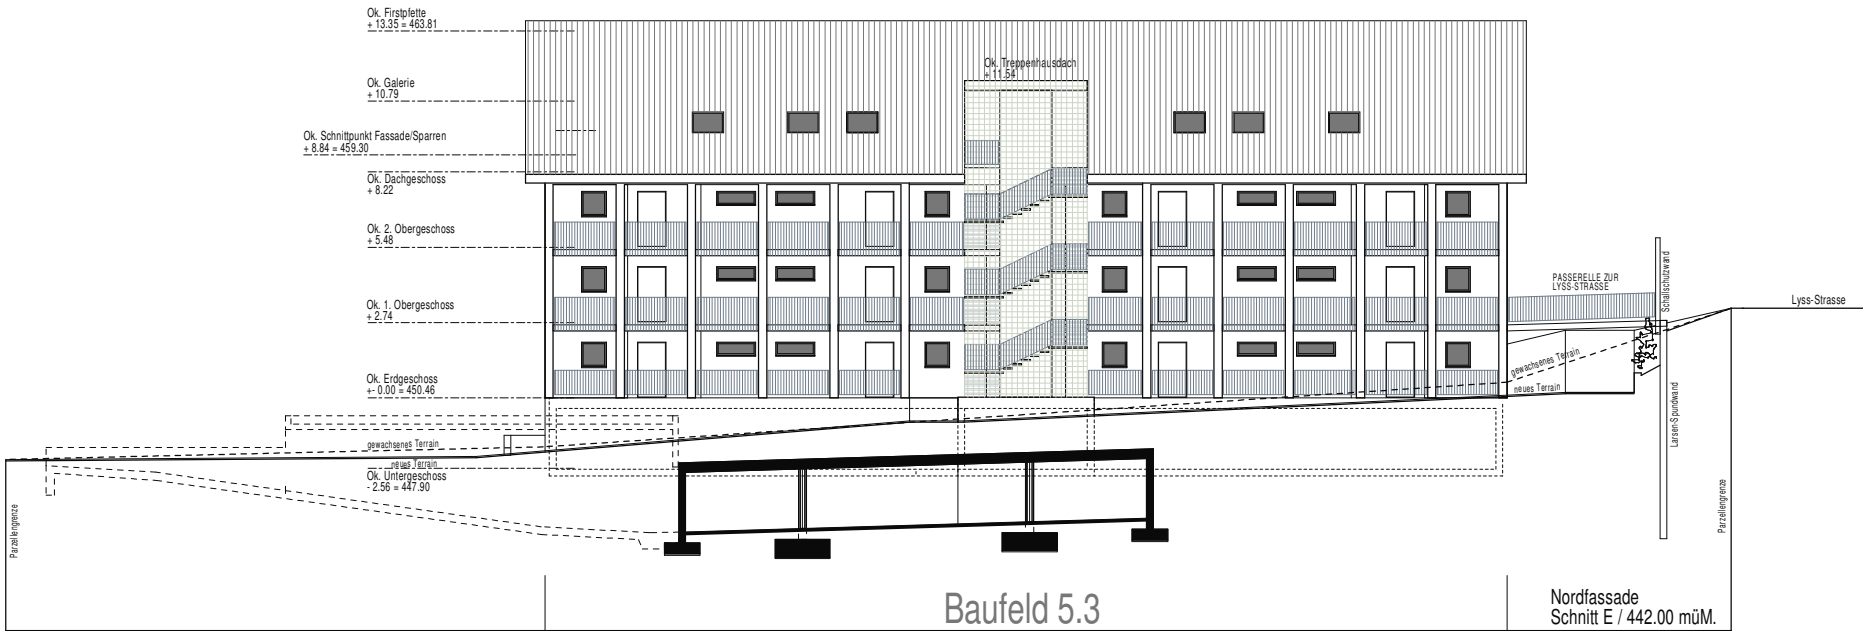 Ok. Firstpfette
+ 13.35 = 463.81
Ok. Treppenhausdach
+ 11.54
Ok. Galerie
+ 10.79
Ok. Schnittpunkt Fassade/Sparren
+ 8.84 = 459.30
Ok. Dachgeschoss
+ 8.22
Ok. 2. Obergeschoss
+ 5.48
Ok. 1. Obergeschoss
+ 2.74
PASSERELLE ZUR
LYSS-STRASSE
Schallschutzwand
Lyss-Strasse
Ok. Erdgeschoss
+- 0.00 = 450.46
gewachsenes Terrain
neues Terrain
Larsen-Spundwand
gewachsenes Terrain
neues Terrain
Ok. Untergeschoss
- 2.56 = 447.90
Parzellengrenze
Parzellengrenze
Baufeld 5.3
Nordfassade
Schnitt E / 442.00 müM.